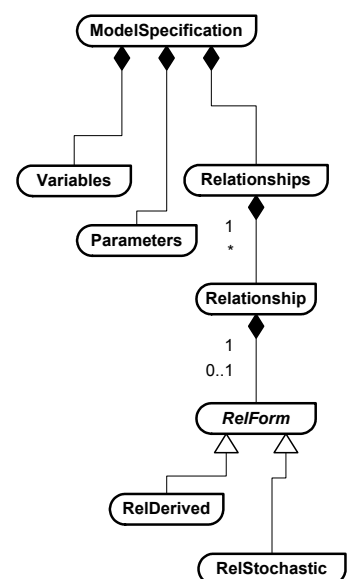 ModelSpecification
Variables
Relationships
Parameters
1
*
Relationship
1
0..1
RelForm
RelDerived
RelStochastic